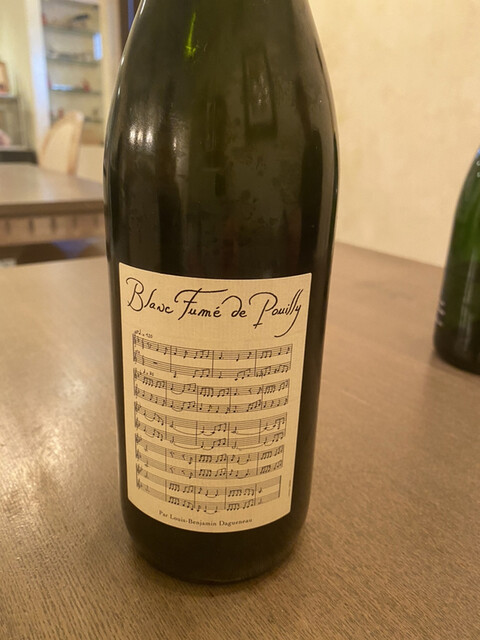 Blanc Fumé de Pouilly
Par Louis-Benjamin Dagueneau